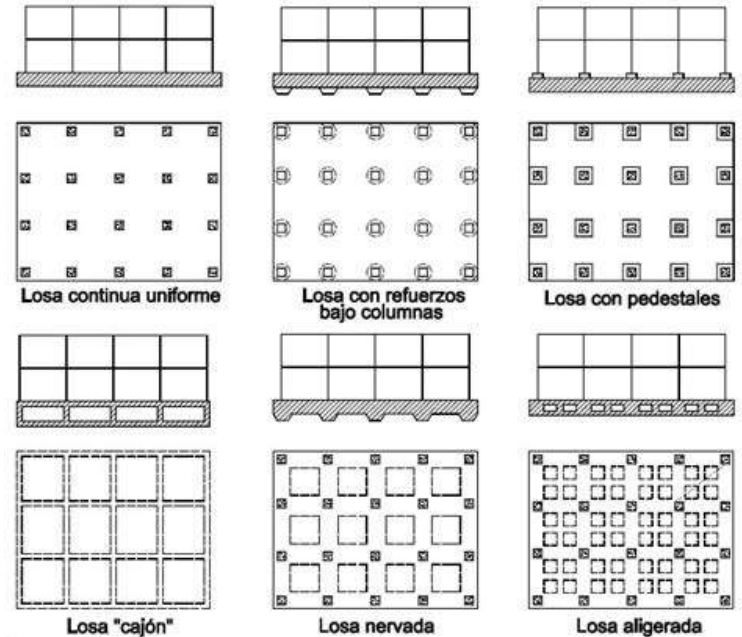 Losa continua uniforme
Losa con refuerzos
bajo columnas
Losa con pedestales
Losa "cajón"
Losa nervada
Losa aligerada